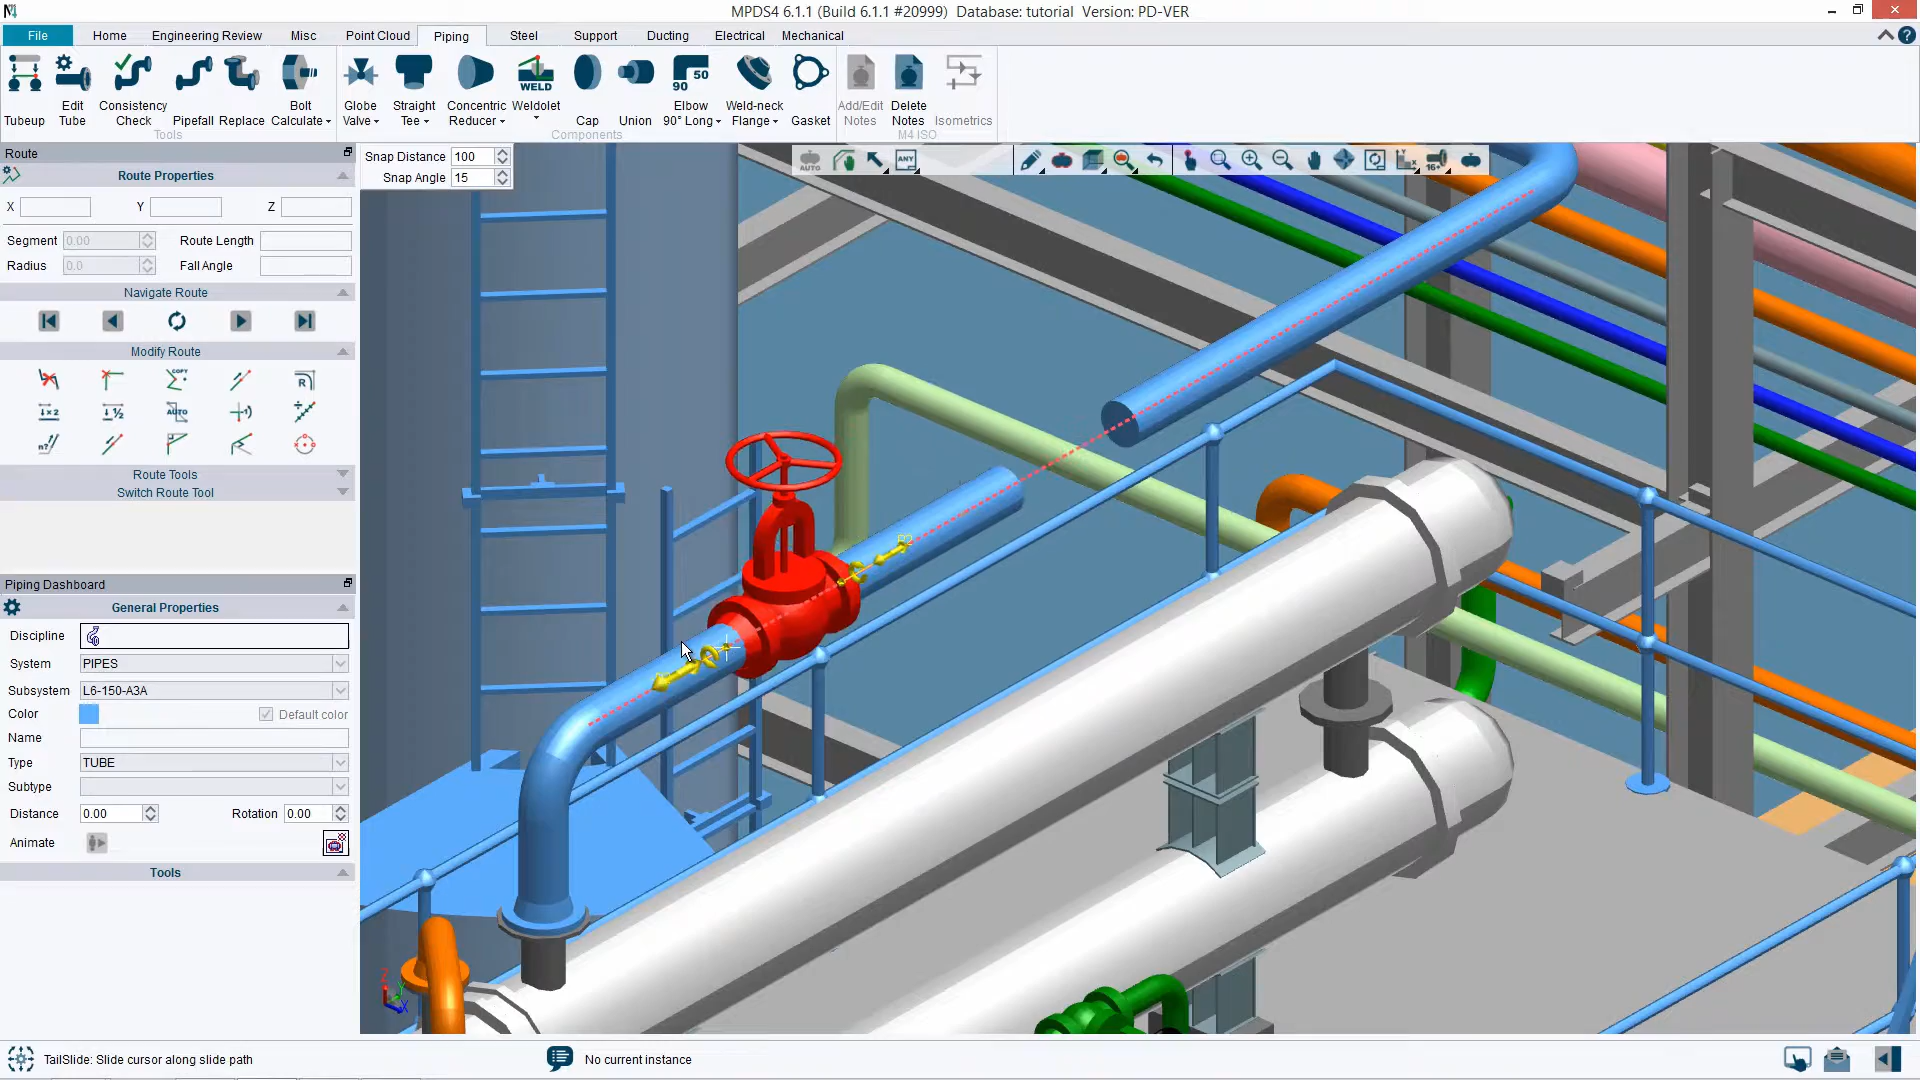 MPDS4 6.1.1 (Build 6.1.1 #20999) Database: tutorial Version: PD-VER
File Home Engineering Review Misc Point Cloud Piping Steel Support Ducting Electrical Mechanical
Tubeup
Edit Tube
Consistency Check
Pipefall
Replace
Bolt Calculate
Globe Valve
Straight Tee
Concentric Reducer
WELD
Weldolet
Cap
Union
90 50
Elbow 90° Long
Weld-neck Flange
Gasket
Add/Edit Notes
Delete Notes
Isometrics
Tools Components M4 ISO
Route
Route Properties
X Y Z
Segment 0.00 Route Length
Radius 0.0 Fall Angle
Navigate Route
Modify Route
COPY
R
AUTO
Route Tools
Switch Route Tool
Piping Dashboard
General Properties
Discipline
System PIPES
Subsystem L6-150-A3A
Color Default color
Name
Type TUBE
Subtype
Distance 0.00 Rotation 0.00
Animate
Tools
Snap Distance 100
Snap Angle 15
AUTO ANY
Z
TailSlide: Slide cursor along slide path
No current instance